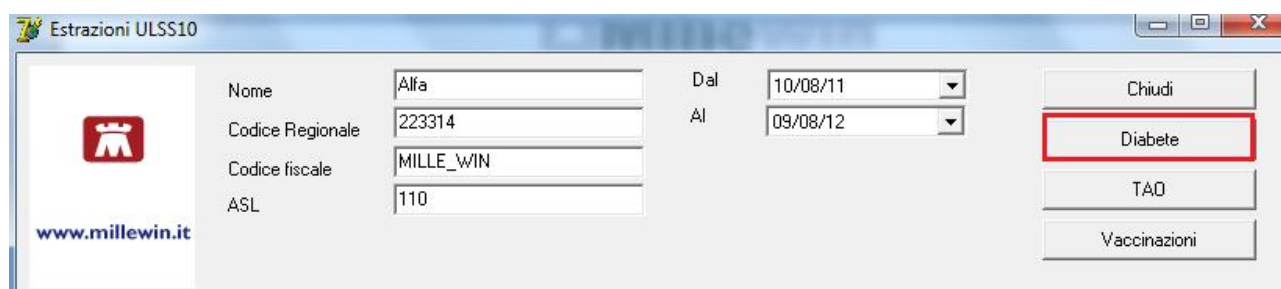 Estrazioni ULSS10
Nome Alfa Dal 10/08/11 Chiudi
Codice Regionale 223314 Al 09/08/12 Diabete
Codice fiscale MILLE_WIN TAO
ASL 110 Vaccinazioni
www.millewin.it